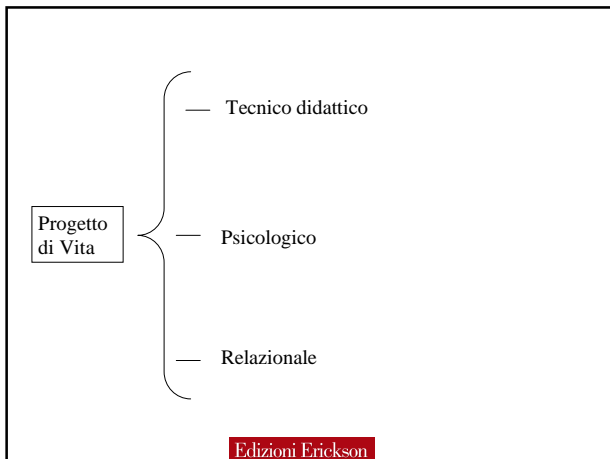 Tecnico didattico
Progetto
di Vita
Psicologico
Relazionale
Edizioni Erickson